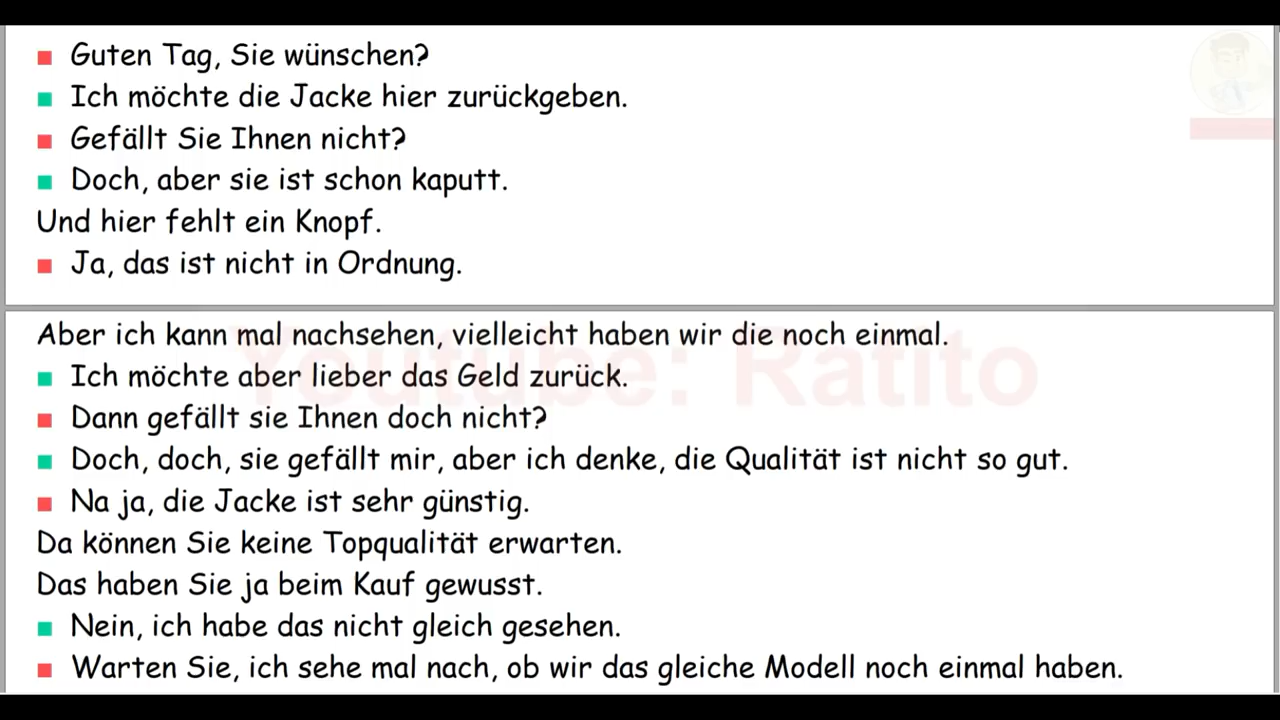 Guten Tag, Sie wünschen?
Ich möchte die Jacke hier zurückgeben.
Gefällt Sie Ihnen nicht?
Doch, aber sie ist schon kaputt.
Und hier fehlt ein Knopf.
Ja, das ist nicht in Ordnung.
Aber ich kann mal nachsehen, vielleicht haben wir die noch einmal.
Youtube: Ratito
Ich möchte aber lieber das Geld zurück.
Dann gefällt sie Ihnen doch nicht?
Doch, doch, sie gefällt mir, aber ich denke, die Qualität ist nicht so gut.
Na ja, die Jacke ist sehr günstig.
Da können Sie keine Topqualität erwarten.
Das haben Sie ja beim Kauf gewusst.
Nein, ich habe das nicht gleich gesehen.
Warten Sie, ich sehe mal nach, ob wir das gleiche Modell noch einmal haben.